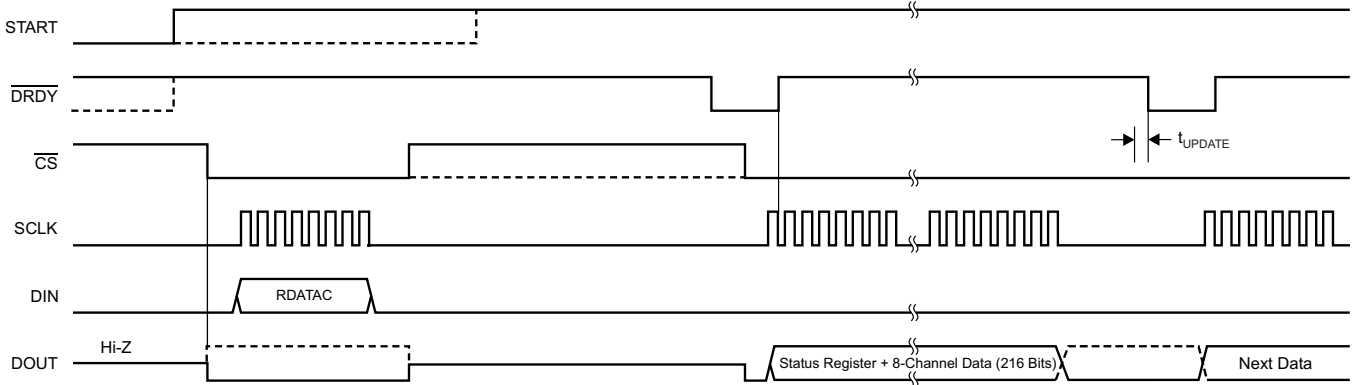 START
DRDY
tUPDATE
CS
SCLK
DIN
RDATAC
Hi-Z
DOUT
Status Register + 8-Channel Data (216 Bits)
Next Data